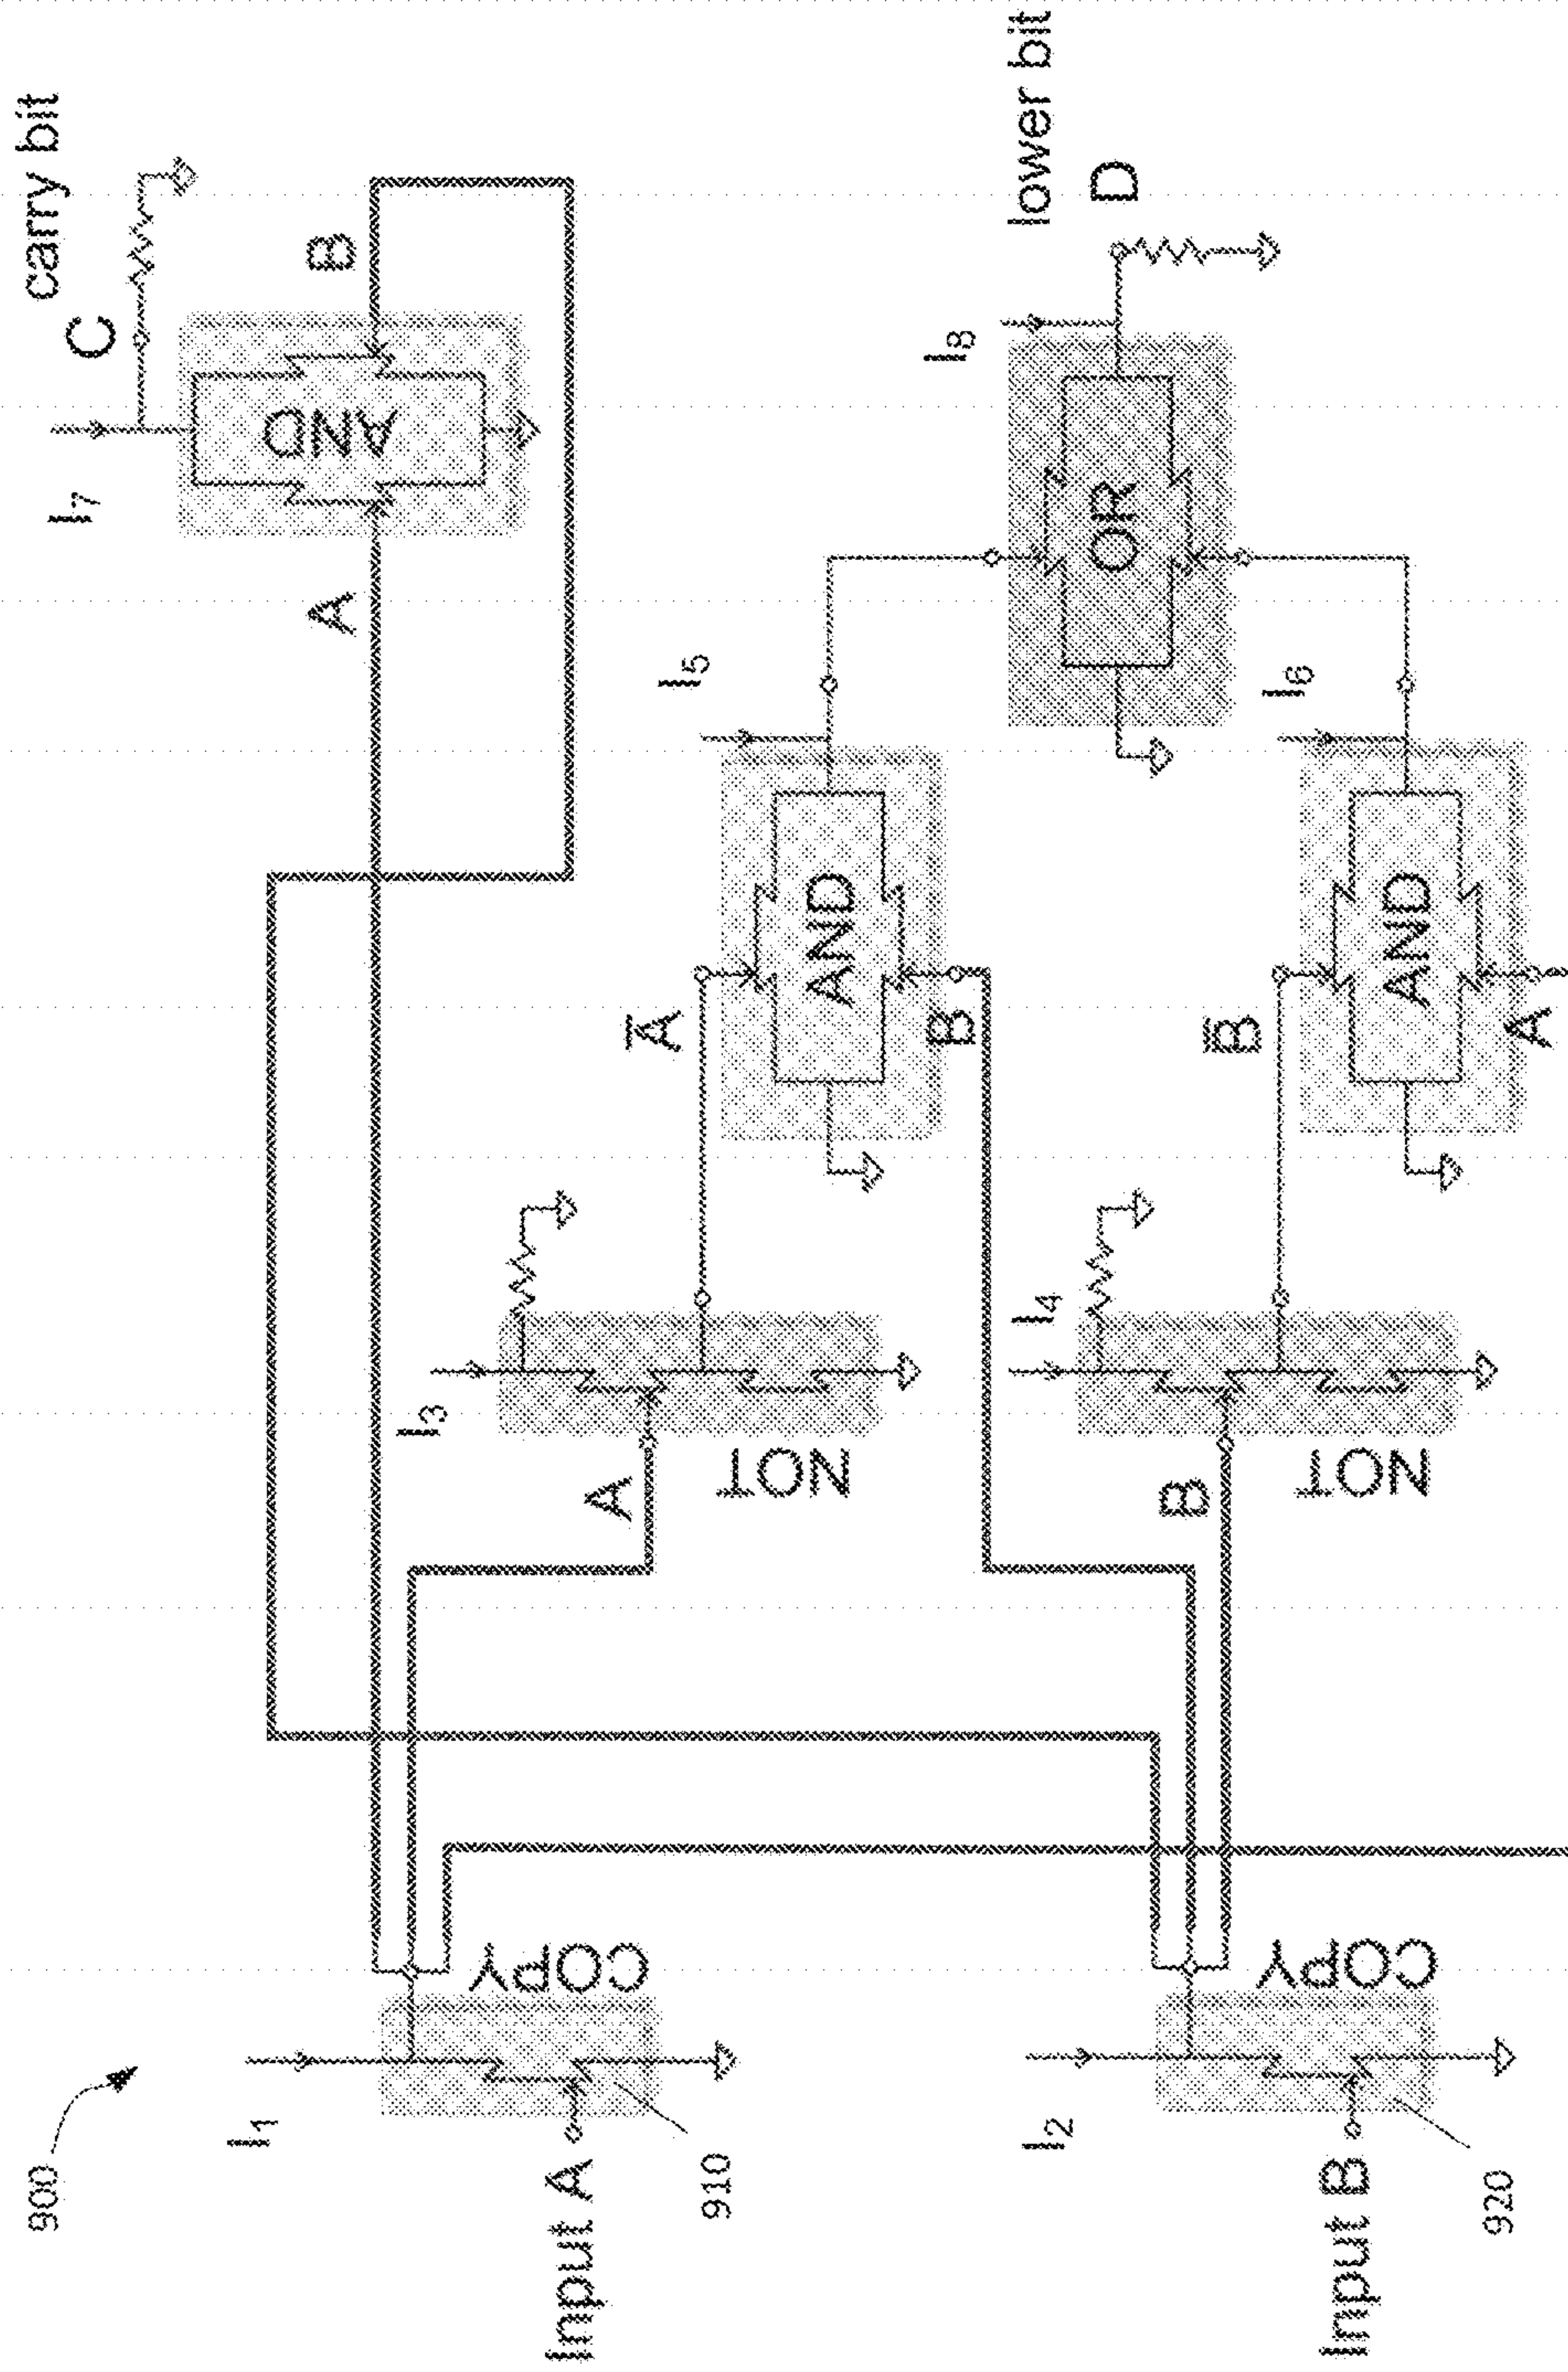 900
Input A
910
I1
COPY
Input B
920
I2
COPY
A
NOT
I3
B
NOT
I4
A̅
B
AND
I5
B̅
A
AND
I6
OR
I8
lower bit
D
A
B
AND
I7
C
carry bit